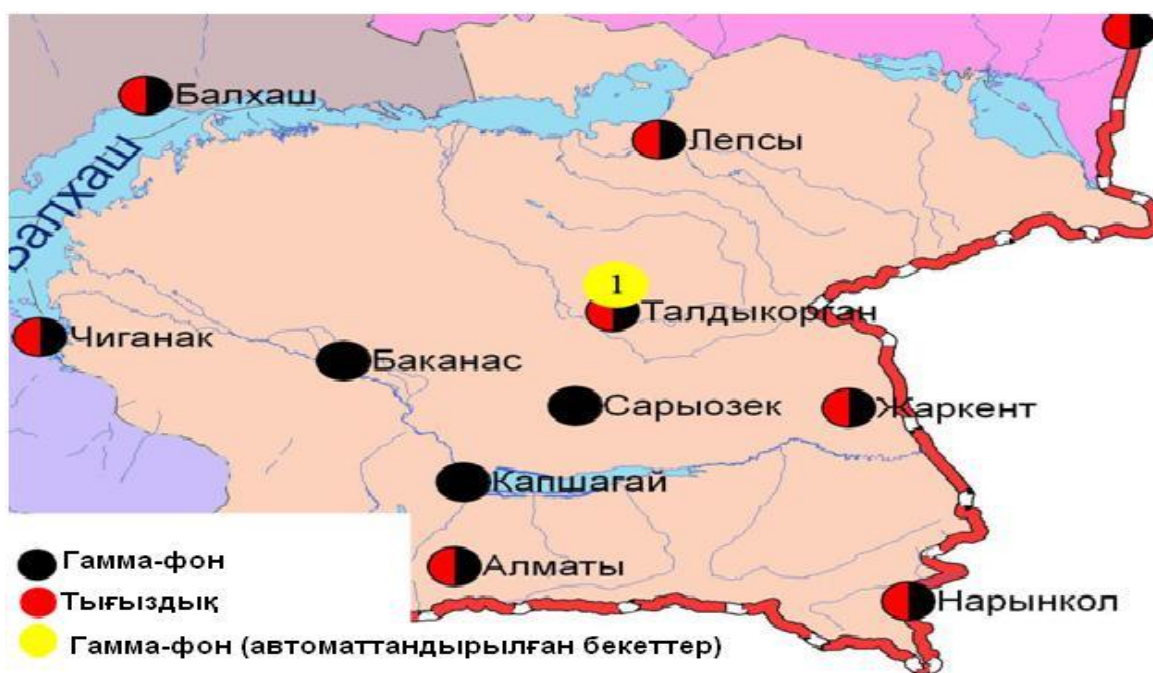 Балхаш
Лепсы
Балхаш
1
Талдыкорган
Чиганак
Баканас
Сарыозек
Жаркент
Капшагай
Алматы
Нарынкол
Гамма-фон
Тығыздық
Гамма-фон (автоматтандырылған бекеттер)